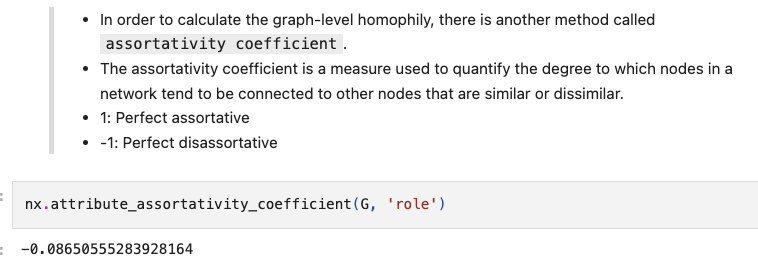 In order to calculate the graph-level homophily, there is another method called
assortativity coefficient .
The assortativity coefficient is a measure used to quantify the degree to which nodes in a
network tend to be connected to other nodes that are similar or dissimilar.
1: Perfect assortative
-1: Perfect disassortative
nx.attribute_assortativity_coefficient(G, 'role')
-0.08650555283928164